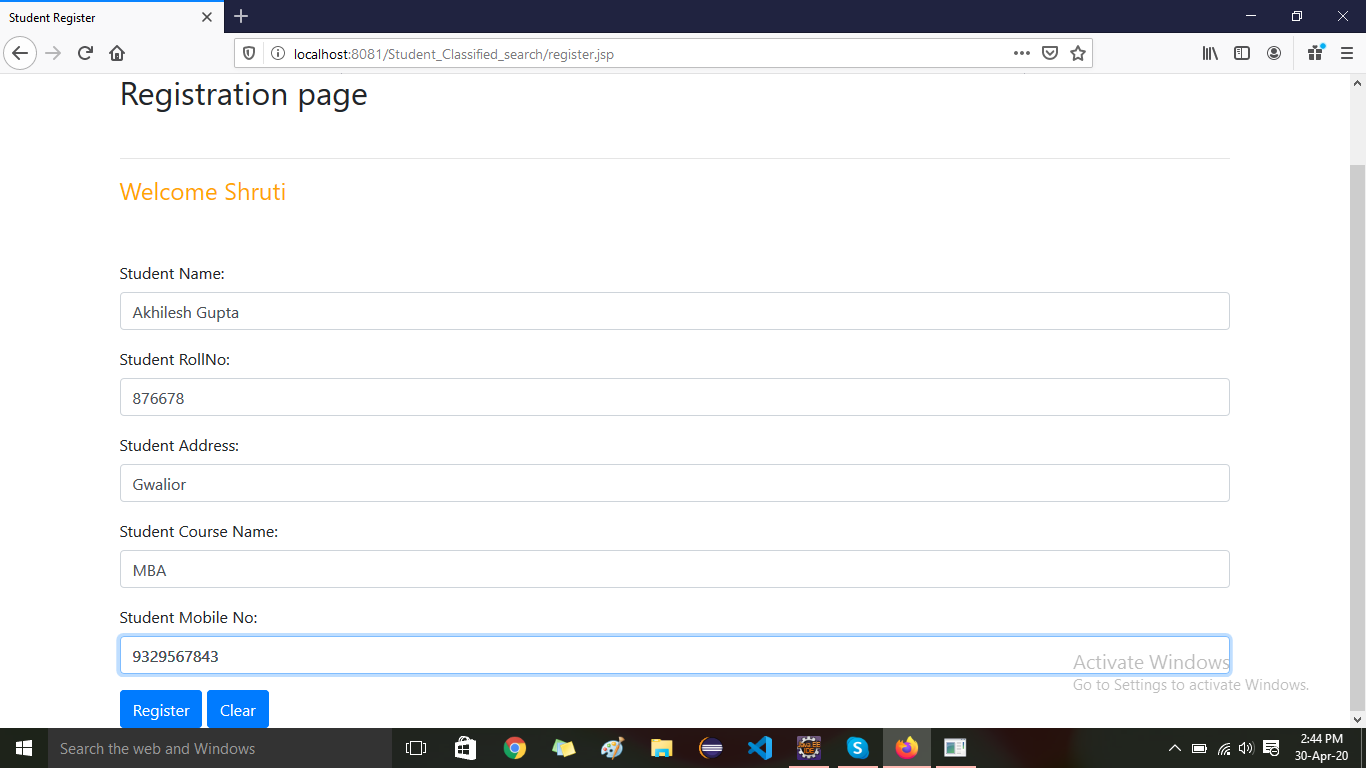 Student Register
localhost:8081/Student_Classified_search/register.jsp
Registration page
Welcome Shruti
Student Name:
Akhilesh Gupta
Student RollNo:
876678
Student Address:
Gwalior
Student Course Name:
MBA
Student Mobile No:
9329567843
Activate Windows
Go to Settings to activate Windows.
Register Clear
Search the web and Windows
2:44 PM
30-Apr-20